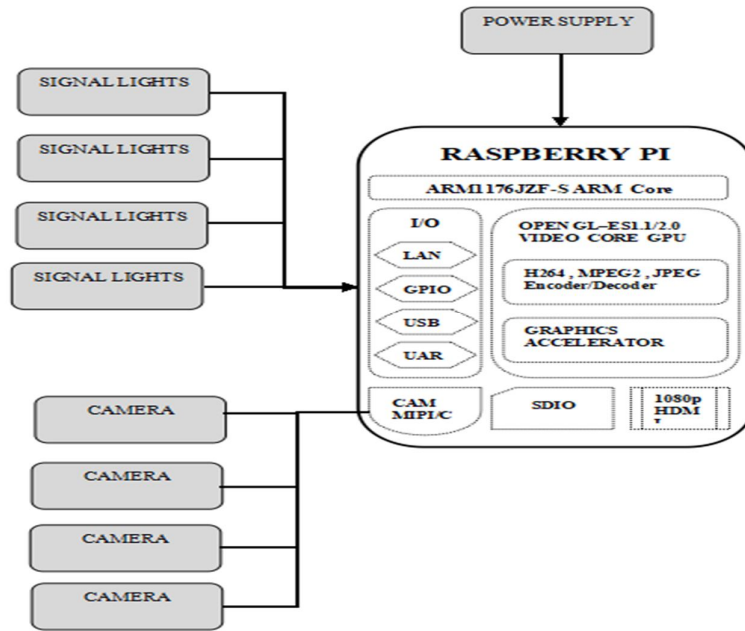 POWER SUPPLY
SIGNAL LIGHTS
SIGNAL LIGHTS
SIGNAL LIGHTS
SIGNAL LIGHTS
RASPBERRY PI
ARM1176JZF-S ARM Core
I/O
LAN
GPIO
USB
UAR
OPEN GL–ES1.1/2.0
VIDEO CORE GPU
H264 , MPEG2 , JPEG
Encoder/Decoder
GRAPHICS
ACCELERATOR
CAM
MIPI/C
SDIO
1080p
HDM
CAMERA
CAMERA
CAMERA
CAMERA